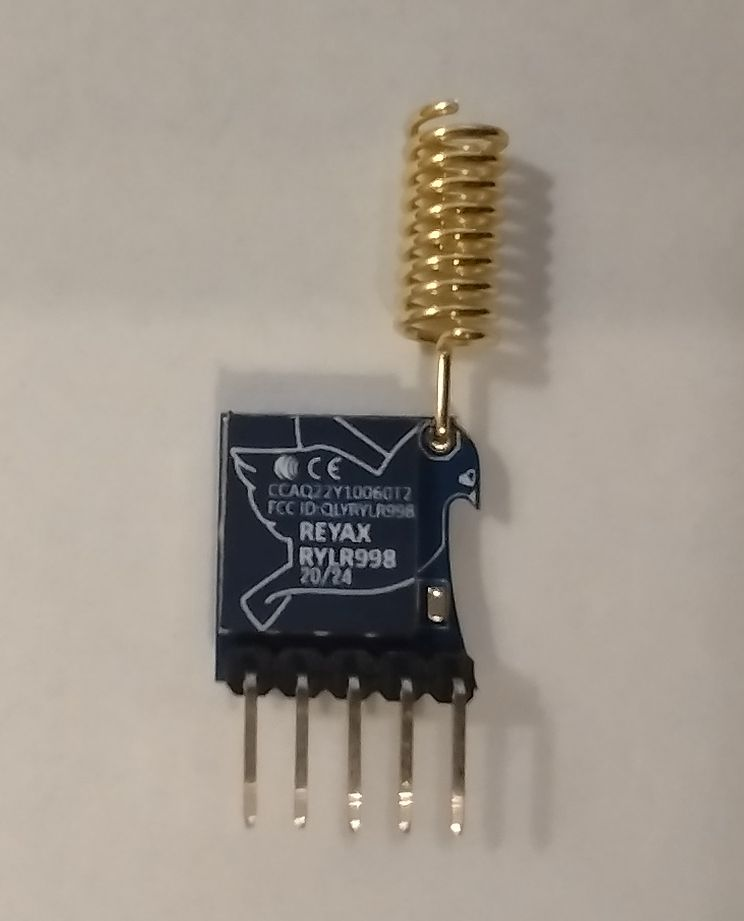 CE
CCAQ22Y10060T2
FCC ID:QLYRYLR998
REYAX
RYLR998
20/24